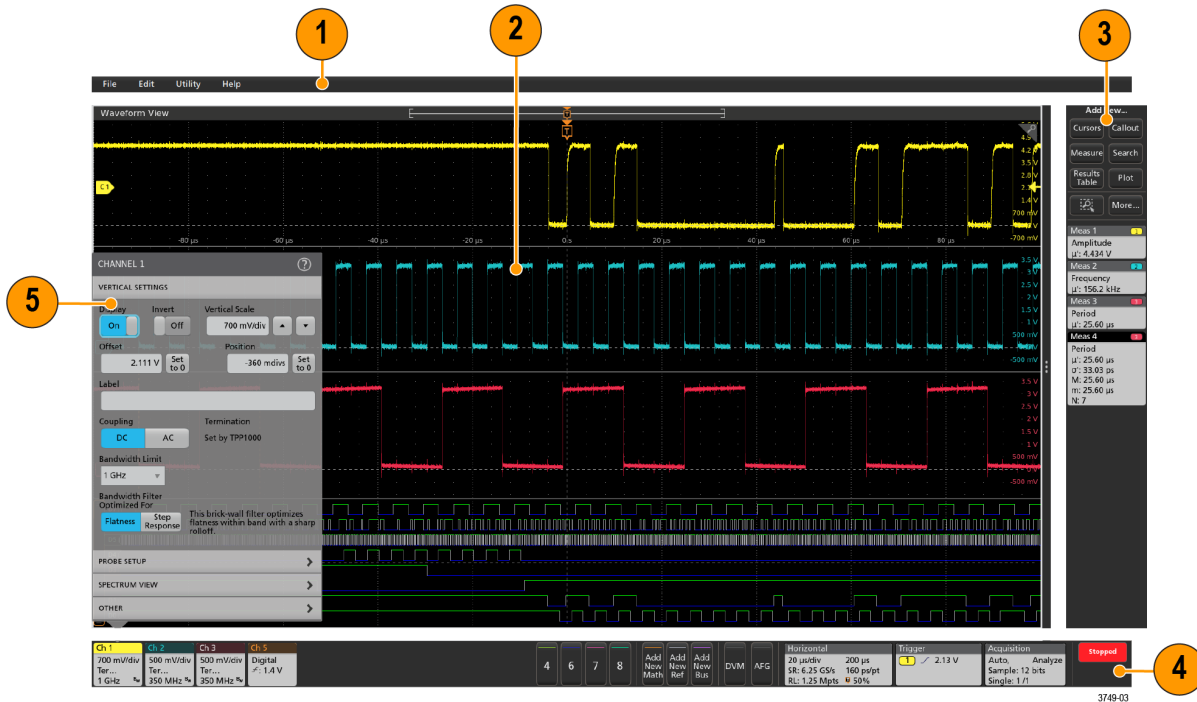 1
2
3
File Edit Utility Help
Waveform View
Add New...
Cursors Callout
Measure Search
Results Table Plot
More...
T
T
C1
4.2 V
3.5 V
2.8 V
1.4 V
700 mV
-700 mV
-80 µs -60 µs -40 µs -20 µs 0 s 20 µs 40 µs 60 µs 80 µs
Meas 1 1
Amplitude
µ': 4.434 V
Meas 2 2
Frequency
µ': 156.2 kHz
Meas 3 3
Period
µ': 25.60 µs
Meas 4 3
Period
µ': 25.60 µs
σ': 33.03 ps
M: 25.60 µs
m: 25.60 µs
N: 7
3.5 V
2.5 V
2 V
1.5 V
1 V
500 mV
-500 mV
3.5 V
3 V
2.5 V
2 V
1.5 V
1 V
500 mV
-500 mV
5
CHANNEL 1 ?
VERTICAL SETTINGS
Display Invert Vertical Scale
On Off 700 mV/div
Offset Position
2.111 V Set to 0 -360 mdivs Set to 0
Label
Coupling Termination
DC AC Set by TPP1000
Bandwidth Limit
1 GHz
Bandwidth Filter
Optimized For
Flatness Step Response
This brick-wall filter optimizes
flatness within band with a sharp
rolloff.
PROBE SETUP
SPECTRUM VIEW
OTHER
Ch 1
700 mV/div
Ter...
1 GHz
Ch 2
500 mV/div
Ter...
350 MHz
Ch 3
500 mV/div
Ter...
350 MHz
Ch 5
Digital
: 1.4 V
4 6 7 8
Add New Math
Add New Ref
Add New Bus
DVM AFG
Horizontal
20 µs/div 200 µs
SR: 6.25 GS/s 160 ps/pt
RL: 1.25 Mpts 50%
Trigger
1 2.13 V
Acquisition
Auto, Analyze
Sample: 12 bits
Single: 1 /1
Stopped
4
3749-03